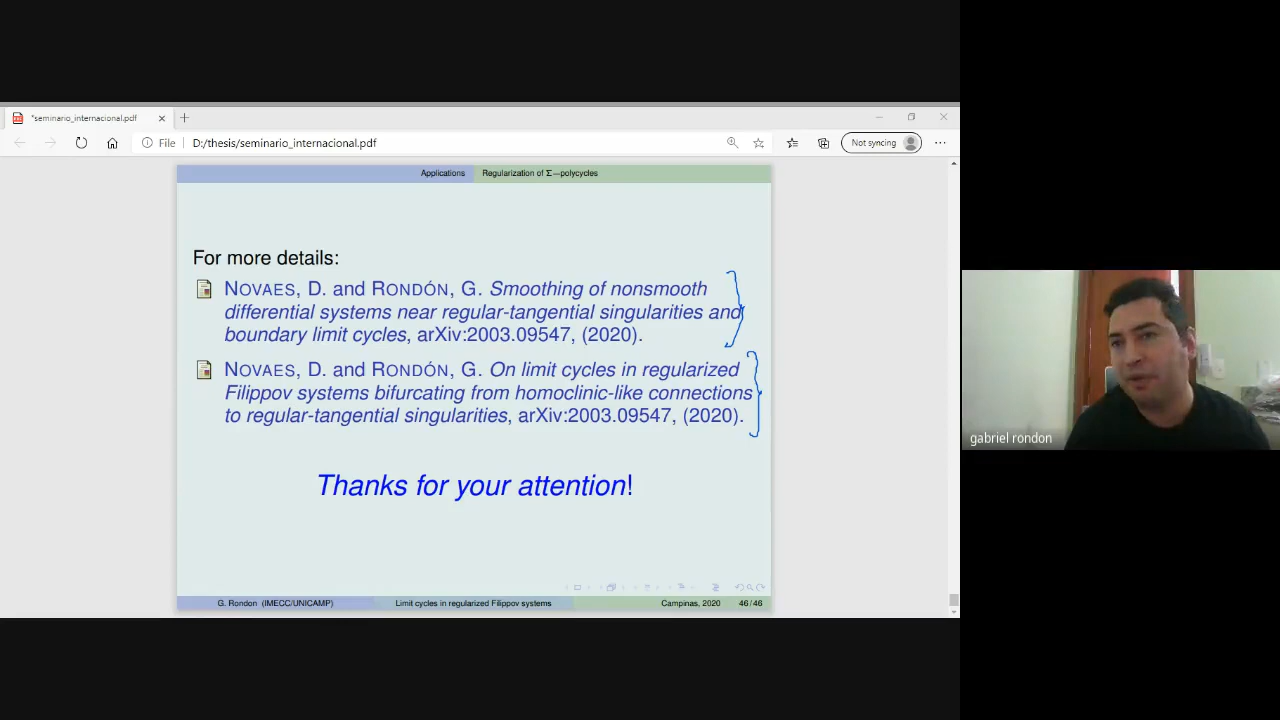 *seminario_internacional.pdf
File
D:/thesis/seminario_internacional.pdf
Not syncing
Applications
Regularization of Σ−polycycles
For more details:
NOVAES, D. and RONDÓN, G. Smoothing of nonsmooth
differential systems near regular-tangential singularities and
boundary limit cycles, arXiv:2003.09547, (2020).
NOVAES, D. and RONDÓN, G. On limit cycles in regularized
Filippov systems bifurcating from homoclinic-like connections
to regular-tangential singularities, arXiv:2003.09547, (2020).
Thanks for your attention!
G. Rondon (IMECC/UNICAMP)
Limit cycles in regularized Filippov systems
Campinas, 2020
46/46
gabriel rondon